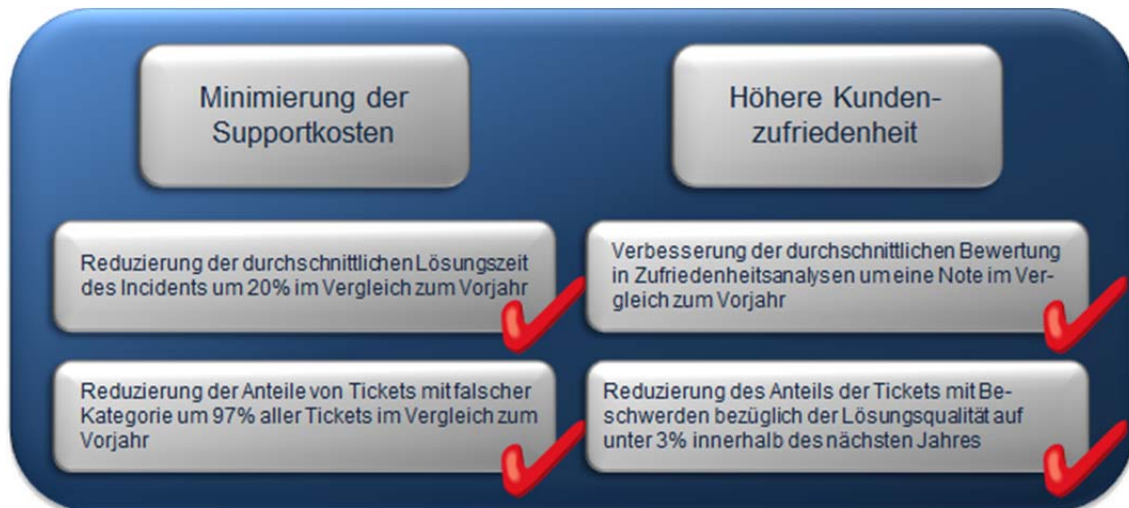 Minimierung der
Supportkosten
Höhere Kunden-
zufriedenheit
Reduzierung der durchschnittlichen Lösungszeit
des Incidents um 20% im Vergleich zum Vorjahr
Verbesserung der durchschnittlichen Bewertung
in Zufriedenheitsanalysen um eine Note im Ver-
gleich zum Vorjahr
Reduzierung der Anteile von Tickets mit falscher
Kategorie um 97% aller Tickets im Vergleich zum
Vorjahr
Reduzierung des Anteils der Tickets mit Be-
schwerden bezüglich der Lösungsqualität auf
unter 3% innerhalb des nächsten Jahres